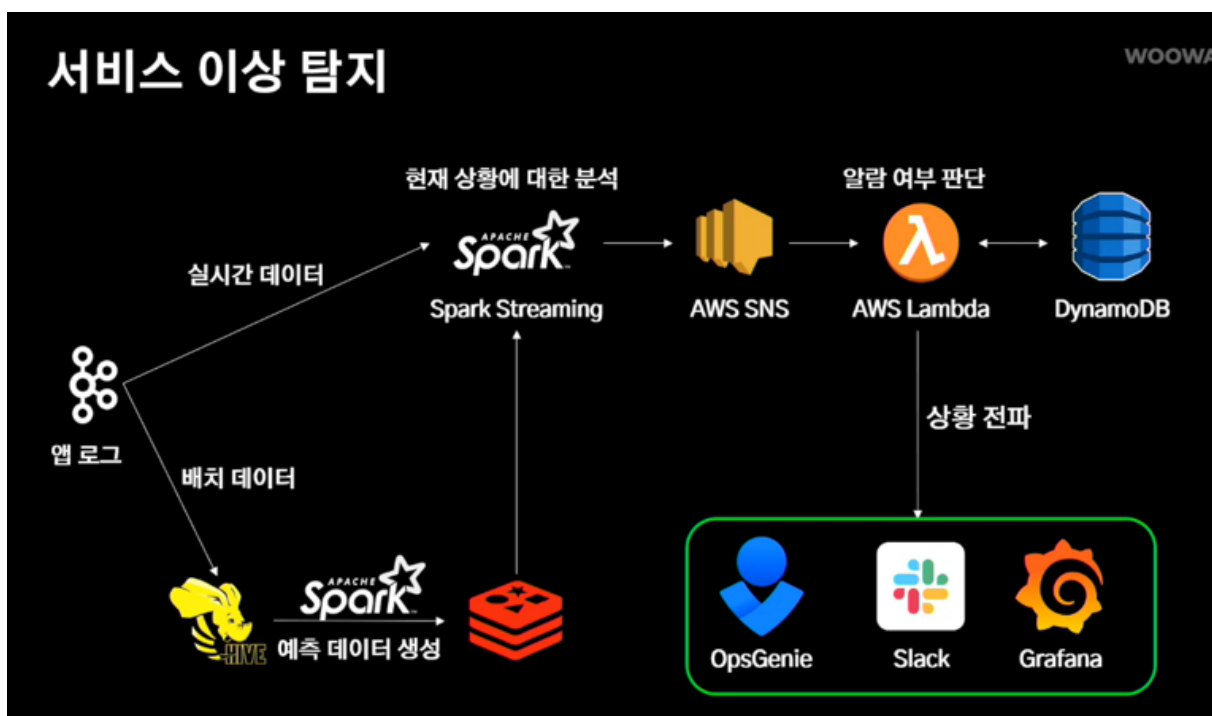 서비스 이상 탐지
WOOWA
현재 상황에 대한 분석
알람 여부 판단
APACHE
Spark
실시간 데이터
Spark Streaming
AWS SNS
AWS Lambda
DynamoDB
앱 로그
상황 전파
배치 데이터
APACHE
Spark
HIVE
예측 데이터 생성
OpsGenie
Slack
Grafana